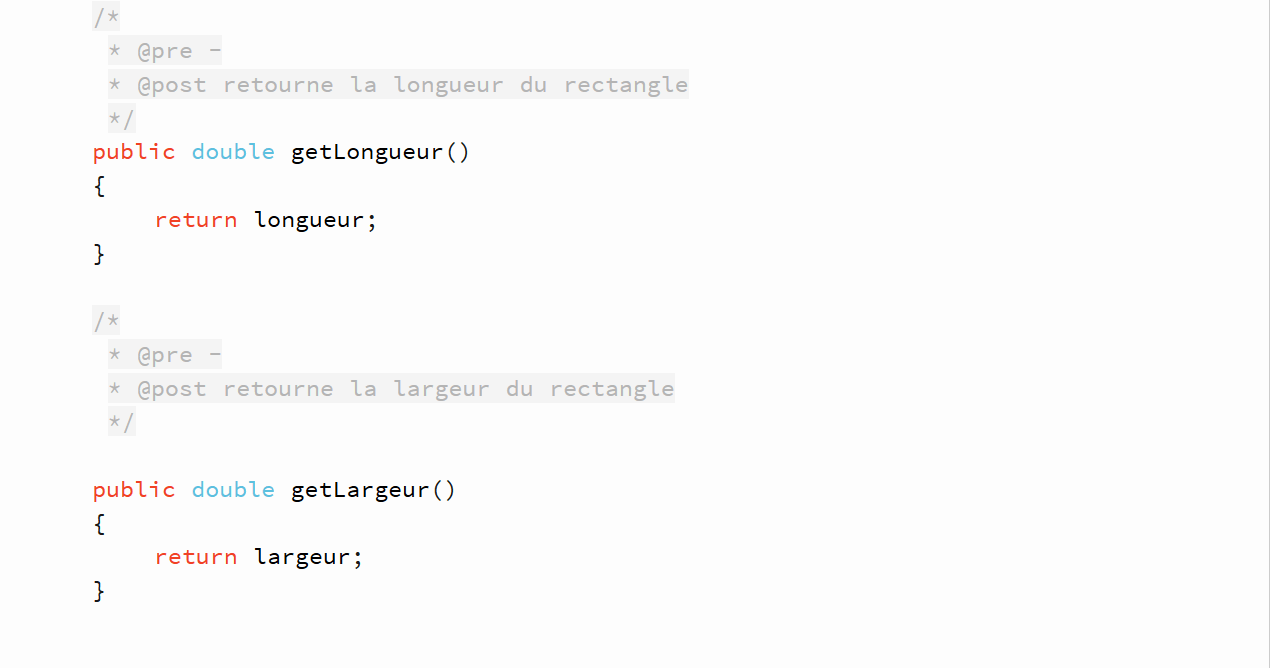 /*
 * @pre -
 * @post retourne la longueur du rectangle
 */
public double getLongueur()
{
    return longueur;
}

/*
 * @pre -
 * @post retourne la largeur du rectangle
 */

public double getLargeur()
{
    return largeur;
}